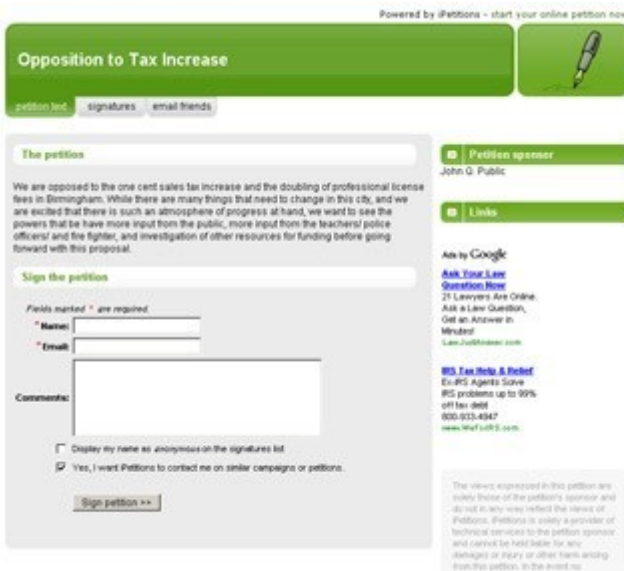 Powered by iPetitions - start your online petition now
Opposition to Tax Increase
petition text
signatures
email friends
The petition
We are opposed to the one cent sales tax increase and the doubling of professional license
fees in Birmingham. While there are many things that need to change in this city, and we
are excited that there is such an atmosphere of progress at hand, we want to see the
powers that be have more input from the public, more input from the teachers/ police
officers/ and fire fighter, and investigation of other resources for funding before going
forward with this proposal.
Sign the petition
Fields marked * are required.
* Name:
* Email:
Comments:
Display my name as anonymous on the signatures list
Yes, I want iPetitions to contact me on similar campaigns or petitions.
Sign petition >>
Petition sponsor
John Q. Public
Links
Ads by Google
Ask Your Law
Question Now
21 Lawyers Are Online.
Ask a Law Question,
Get an Answer in
Minutes!
Law.JustAnswer.com
IRS Tax Help & Relief
Ex-IRS Agents Solve
IRS problems up to 99%
off tax debt
800-933-4947
The views expressed in this petition are
solely those of the petition's sponsor and
do not in any way reflect the views of
iPetitions. iPetitions is solely a provider of
technical services to the petition sponsor
and cannot be held liable for any
damages or injury or other harm arising
from this petition. In the event no